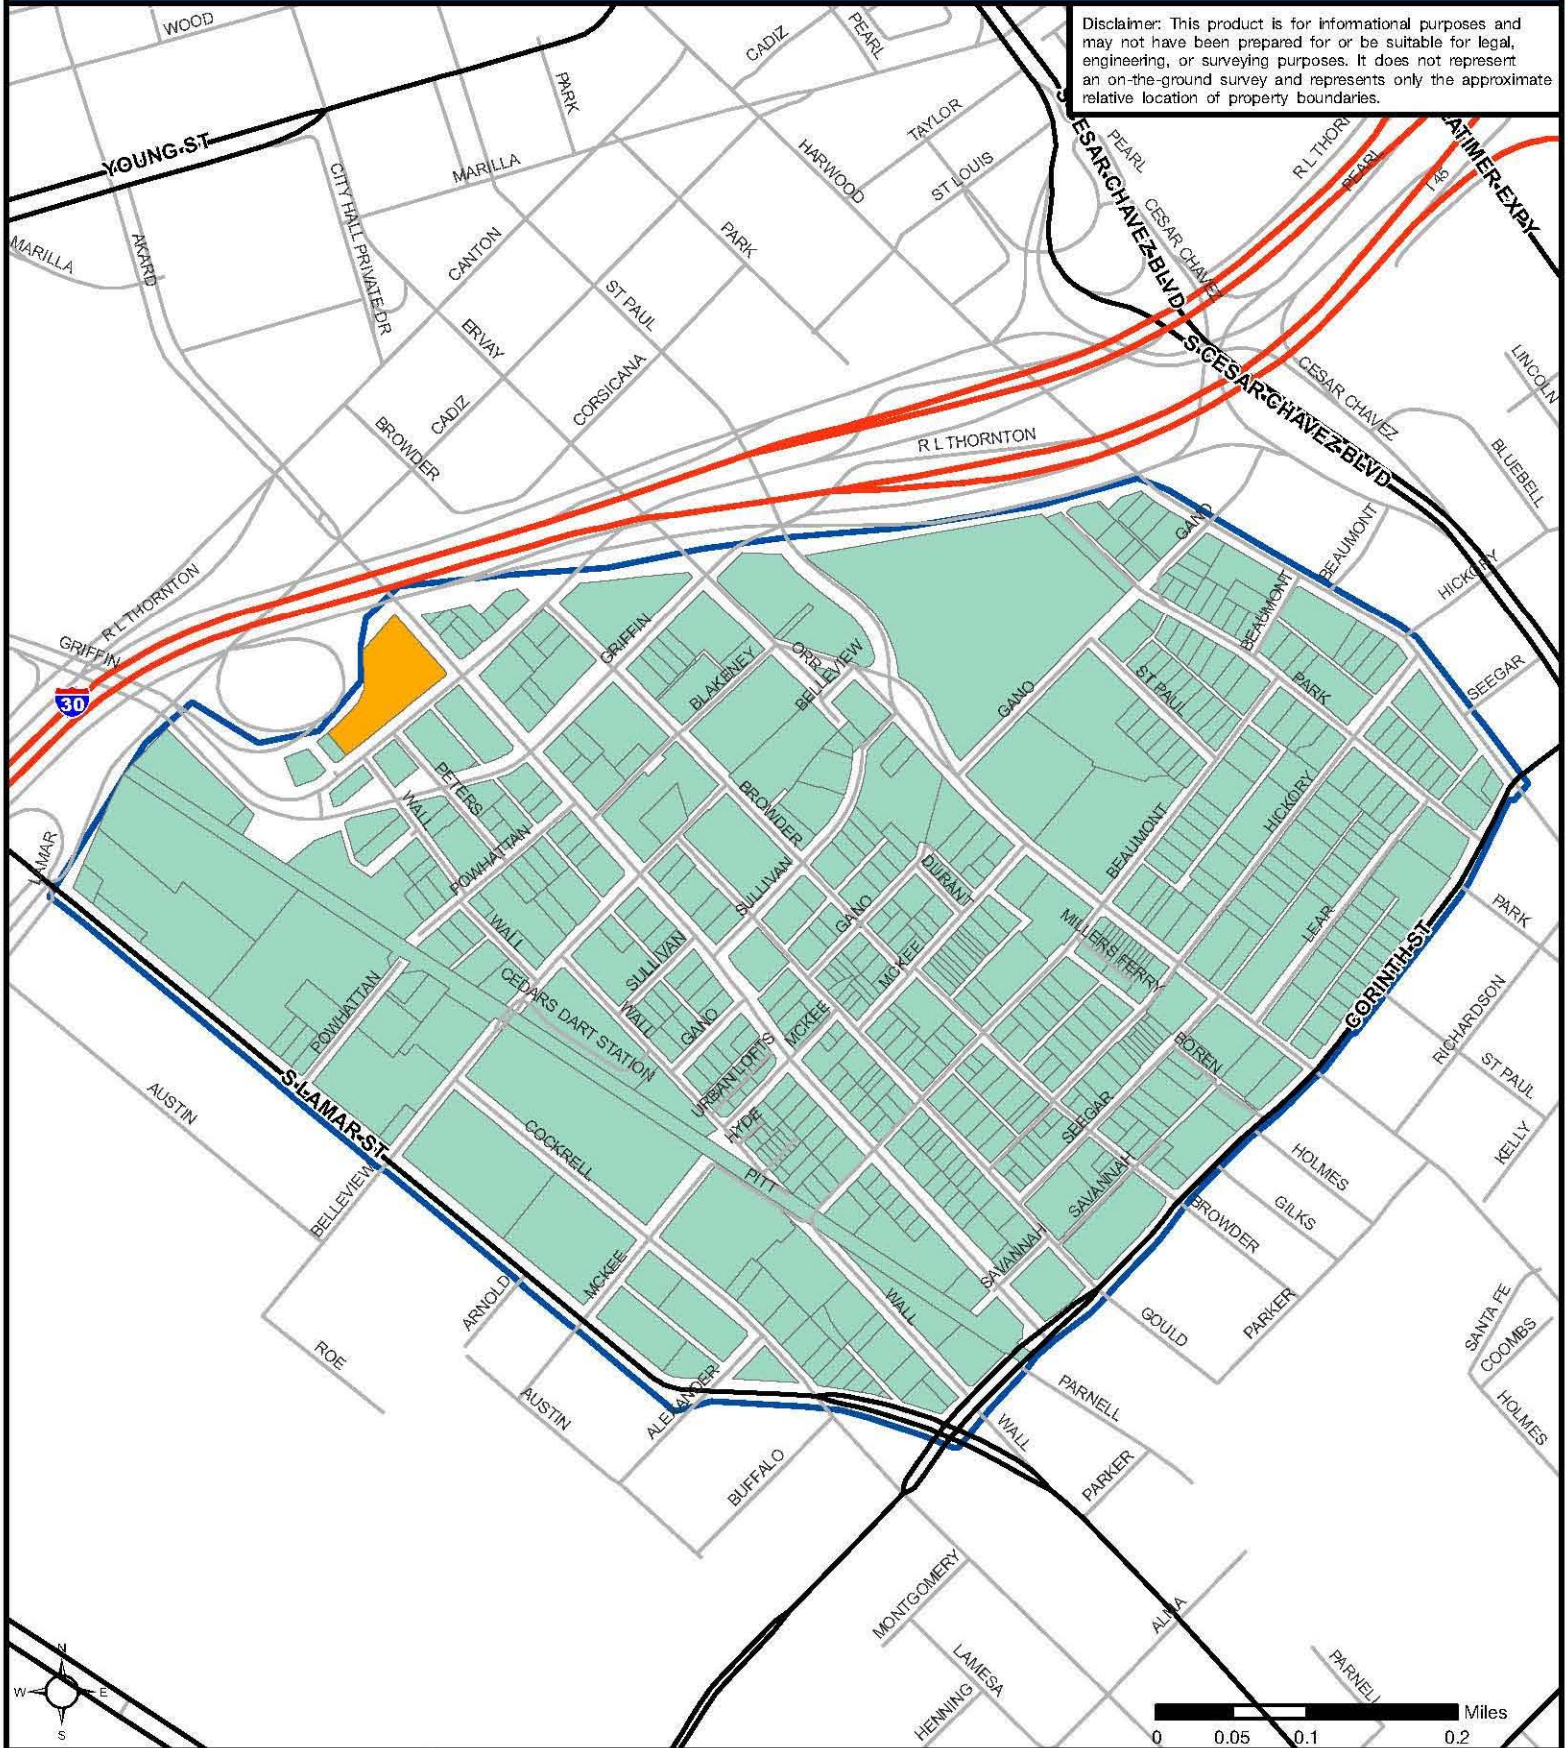 Disclaimer: This product is for informational purposes and
may not have been prepared for or be suitable for legal,
engineering, or surveying purposes. It does not represent
an on-the-ground survey and represents only the approximate
relative location of property boundaries.
WOOD
CADIZ
PEARL
PARK
YOUNG ST
MARILLA
CITY HALL PRIVATE DR
HARWOOD
TAYLOR
ST LOUIS
PEARL
S CESAR CHAVEZ BLVD
CESAR CHAVEZ
R L THOR
PEARL
I 45
LATIMER EXPY
MARILLA
AKARD
CANTON
PARK
ST PAUL
ERVAY
CORSICANA
CADIZ
BROWDER
S CESAR CHAVEZ BLVD
CESAR CHAVEZ
LINCOLN
BLUEBELL
R L THORNTON
GANO
BEAUMONT
HICKORY
R L THORNTON
GRIFFIN
30
GRIFFIN
BLAKENEY
ORR
BELLEVIEW
BEAUMONT
SEEGAR
GANO
ST PAUL
PARK
PETERS
WALL
BROWDER
HICKORY
LAMAR
POWHATTAN
BEAUMONT
SULLIVAN
DURANT
GANO
PARK
WALL
MILLERS FERRY
LEAR
SULLIVAN
MCKEE
CORINTH ST
CEDARS DART STATION
POWHATTAN
WALL
GANO
MCKEE
RICHARDSON
BOREN
ST PAUL
URBAN LOFTS
AUSTIN
S LAMAR ST
HYDE
SEEGAR
COCKRELL
KELLY
HOLMES
PITT
SAVANNAH
BELLEVIEW
GILKS
BROWDER
SAVANNAH
MCKEE
ARNOLD
WALL
GOULD
PARKER
SANTA FE
COOMBS
ROE
ALEXANDER
AUSTIN
PARNELL
HOLMES
WALL
BUFFALO
PARKER
MONTGOMERY
ALMA
LAMESA
HENNING
PARNELL
N
W E
S
Miles
0 0.05 0.1 0.2